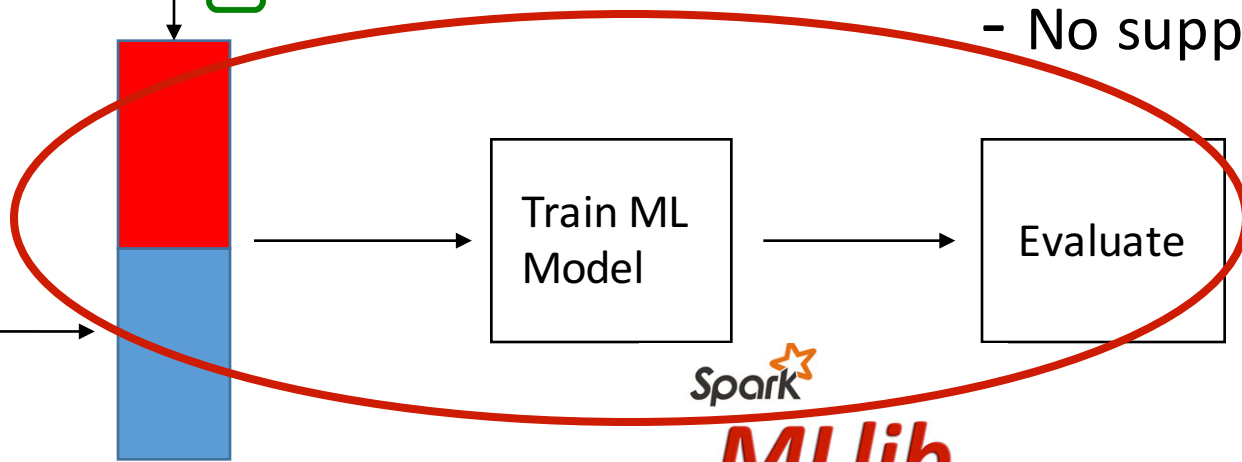 - No supp
Train ML
Model
Evaluate
Spark
MLlib